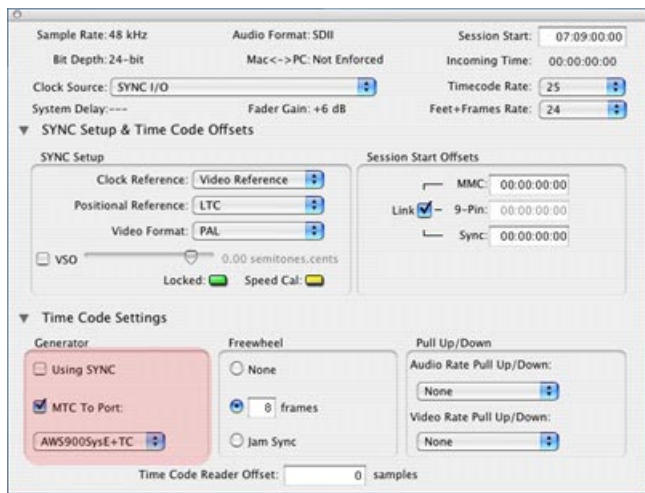 Sample Rate: 48 kHz Audio Format: SDII Session Start: 07:09:00:00
Bit Depth: 24-bit Mac<->PC: Not Enforced Incoming Time: 00:00:00:00
Clock Source: SYNC I/O Timecode Rate: 25
System Delay:--- Fader Gain: +6 dB Feet+Frames Rate: 24
SYNC Setup & Time Code Offsets
SYNC Setup Session Start Offsets
Clock Reference: Video Reference MMC: 00:00:00:00
Positional Reference: LTC Link 9-Pin: 00:00:00:00
Video Format: PAL Sync: 00:00:00:00
VSO 0.00 semitones.cents
Locked: Speed Cal:
Time Code Settings
Generator Freewheel Pull Up/Down
Using SYNC None Audio Rate Pull Up/Down:
None
MTC To Port: 8 frames
Video Rate Pull Up/Down:
AWS900SysE+TC Jam Sync None
Time Code Reader Offset: 0 samples